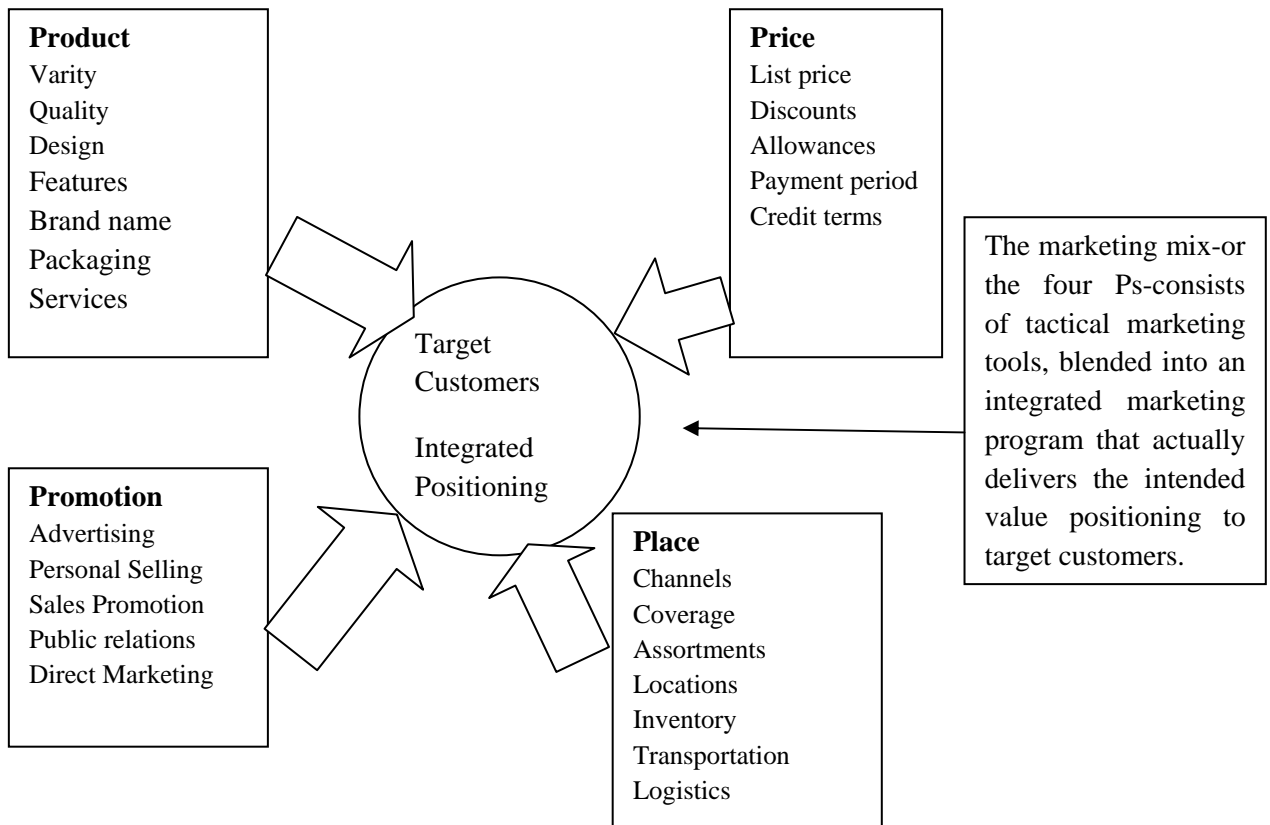 Product
Varity
Quality
Design
Features
Brand name
Packaging
Services
Price
List price
Discounts
Allowances
Payment period
Credit terms
Target
Customers
Integrated
Positioning
The marketing mix-or
the four Ps-consists
of tactical marketing
tools, blended into an
integrated marketing
program that actually
delivers the intended
value positioning to
target customers.
Promotion
Advertising
Personal Selling
Sales Promotion
Public relations
Direct Marketing
Place
Channels
Coverage
Assortments
Locations
Inventory
Transportation
Logistics